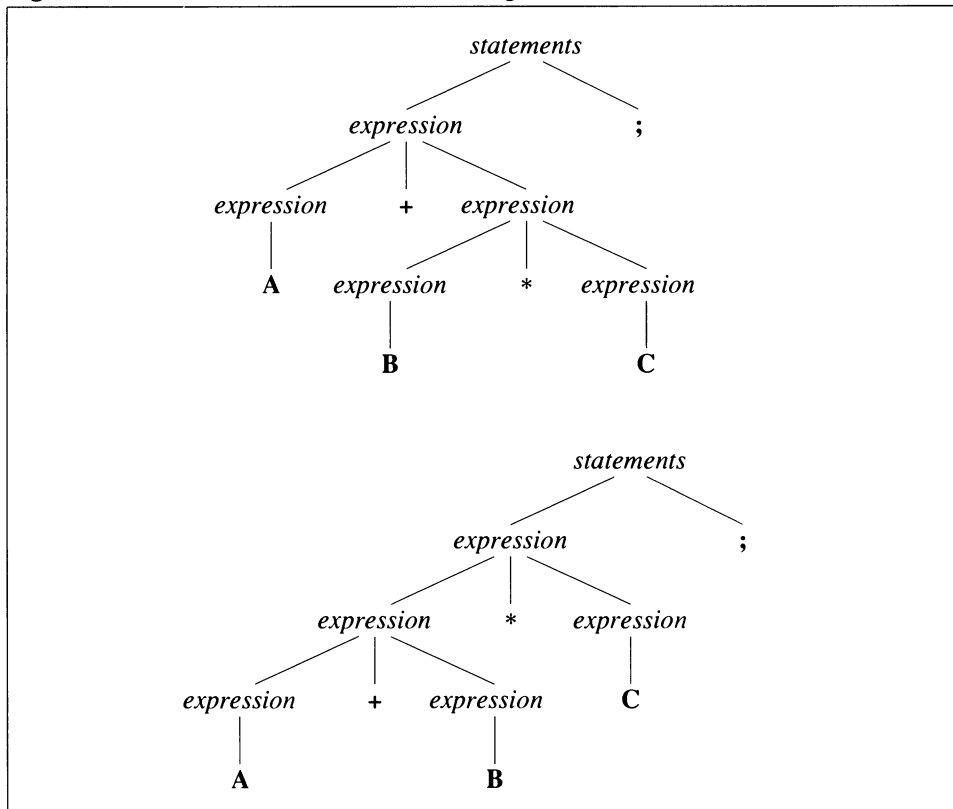 statements
expression ;
expression + expression
A expression * expression
B C
statements
expression ;
expression * expression
expression + expression C
A B